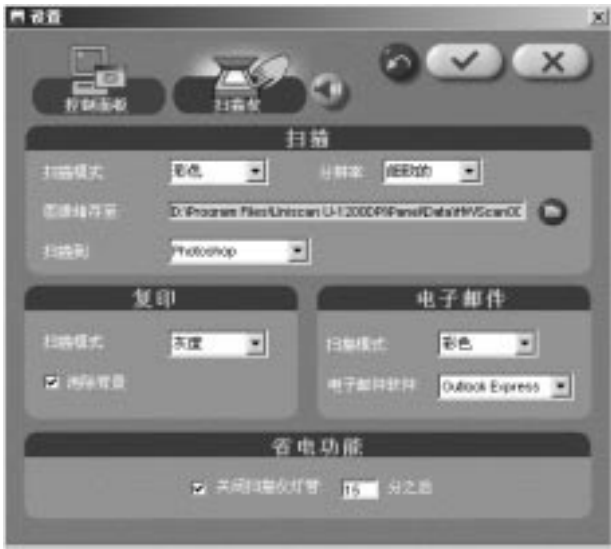 设置
控制面板 扫描仪
扫描
扫描模式 彩色 分辨率
图像储存至 D:\Program Files\Uniscan U-1200DP\Panel\Data\HWScan00
扫描到 Photoshop
复印
扫描模式 灰度
消除背景
电子邮件
扫描模式 彩色
电子邮件软件 Outlook Express
省电功能
关闭扫描仪灯管 15 分之后